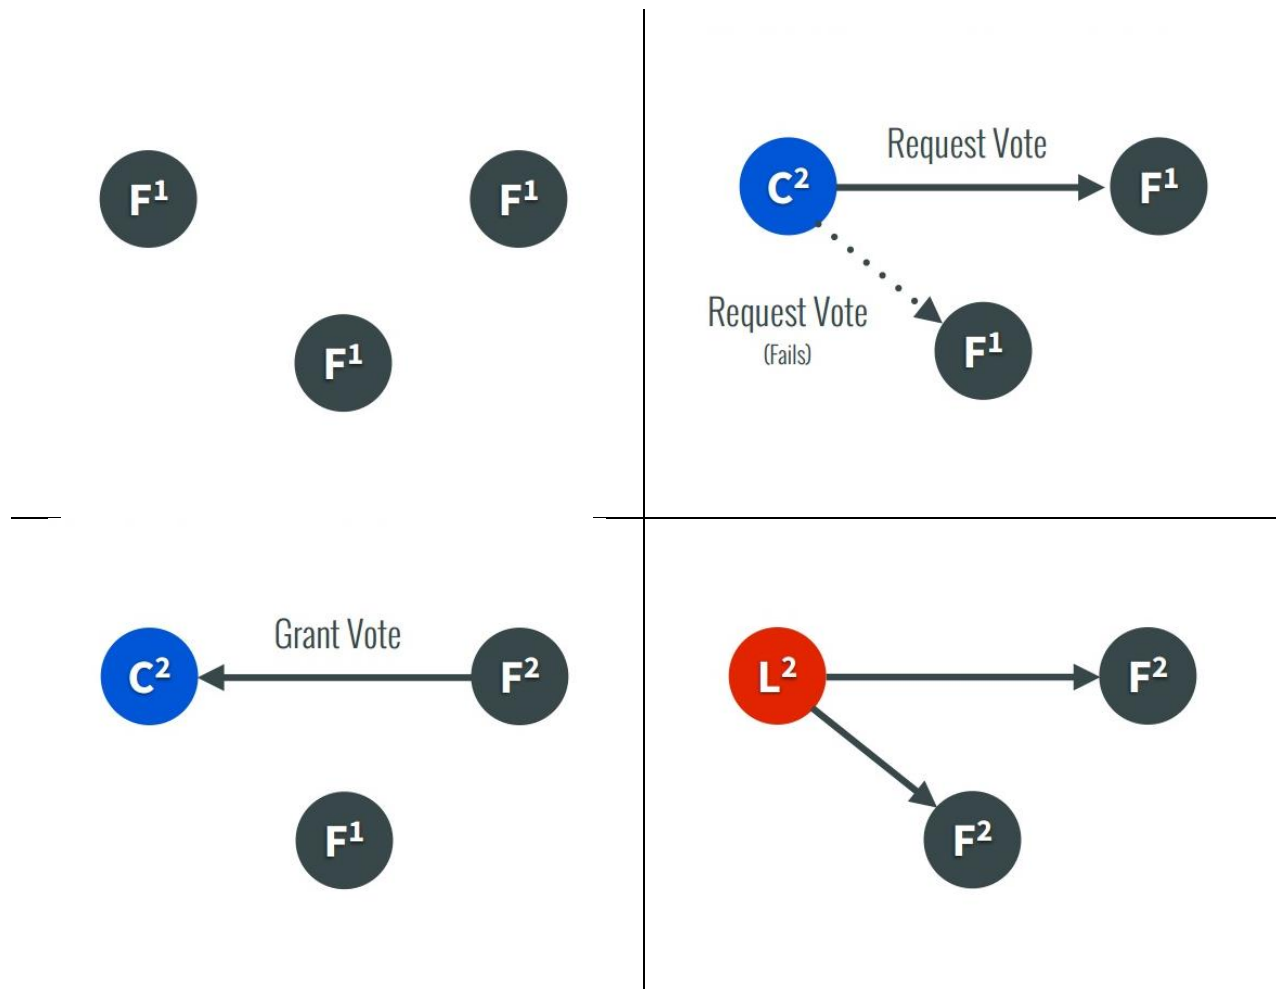 F¹
F¹
F¹
Request Vote
C²
F¹
Request Vote
(Fails)
F¹
Grant Vote
C²
F²
F¹
L²
F²
F²